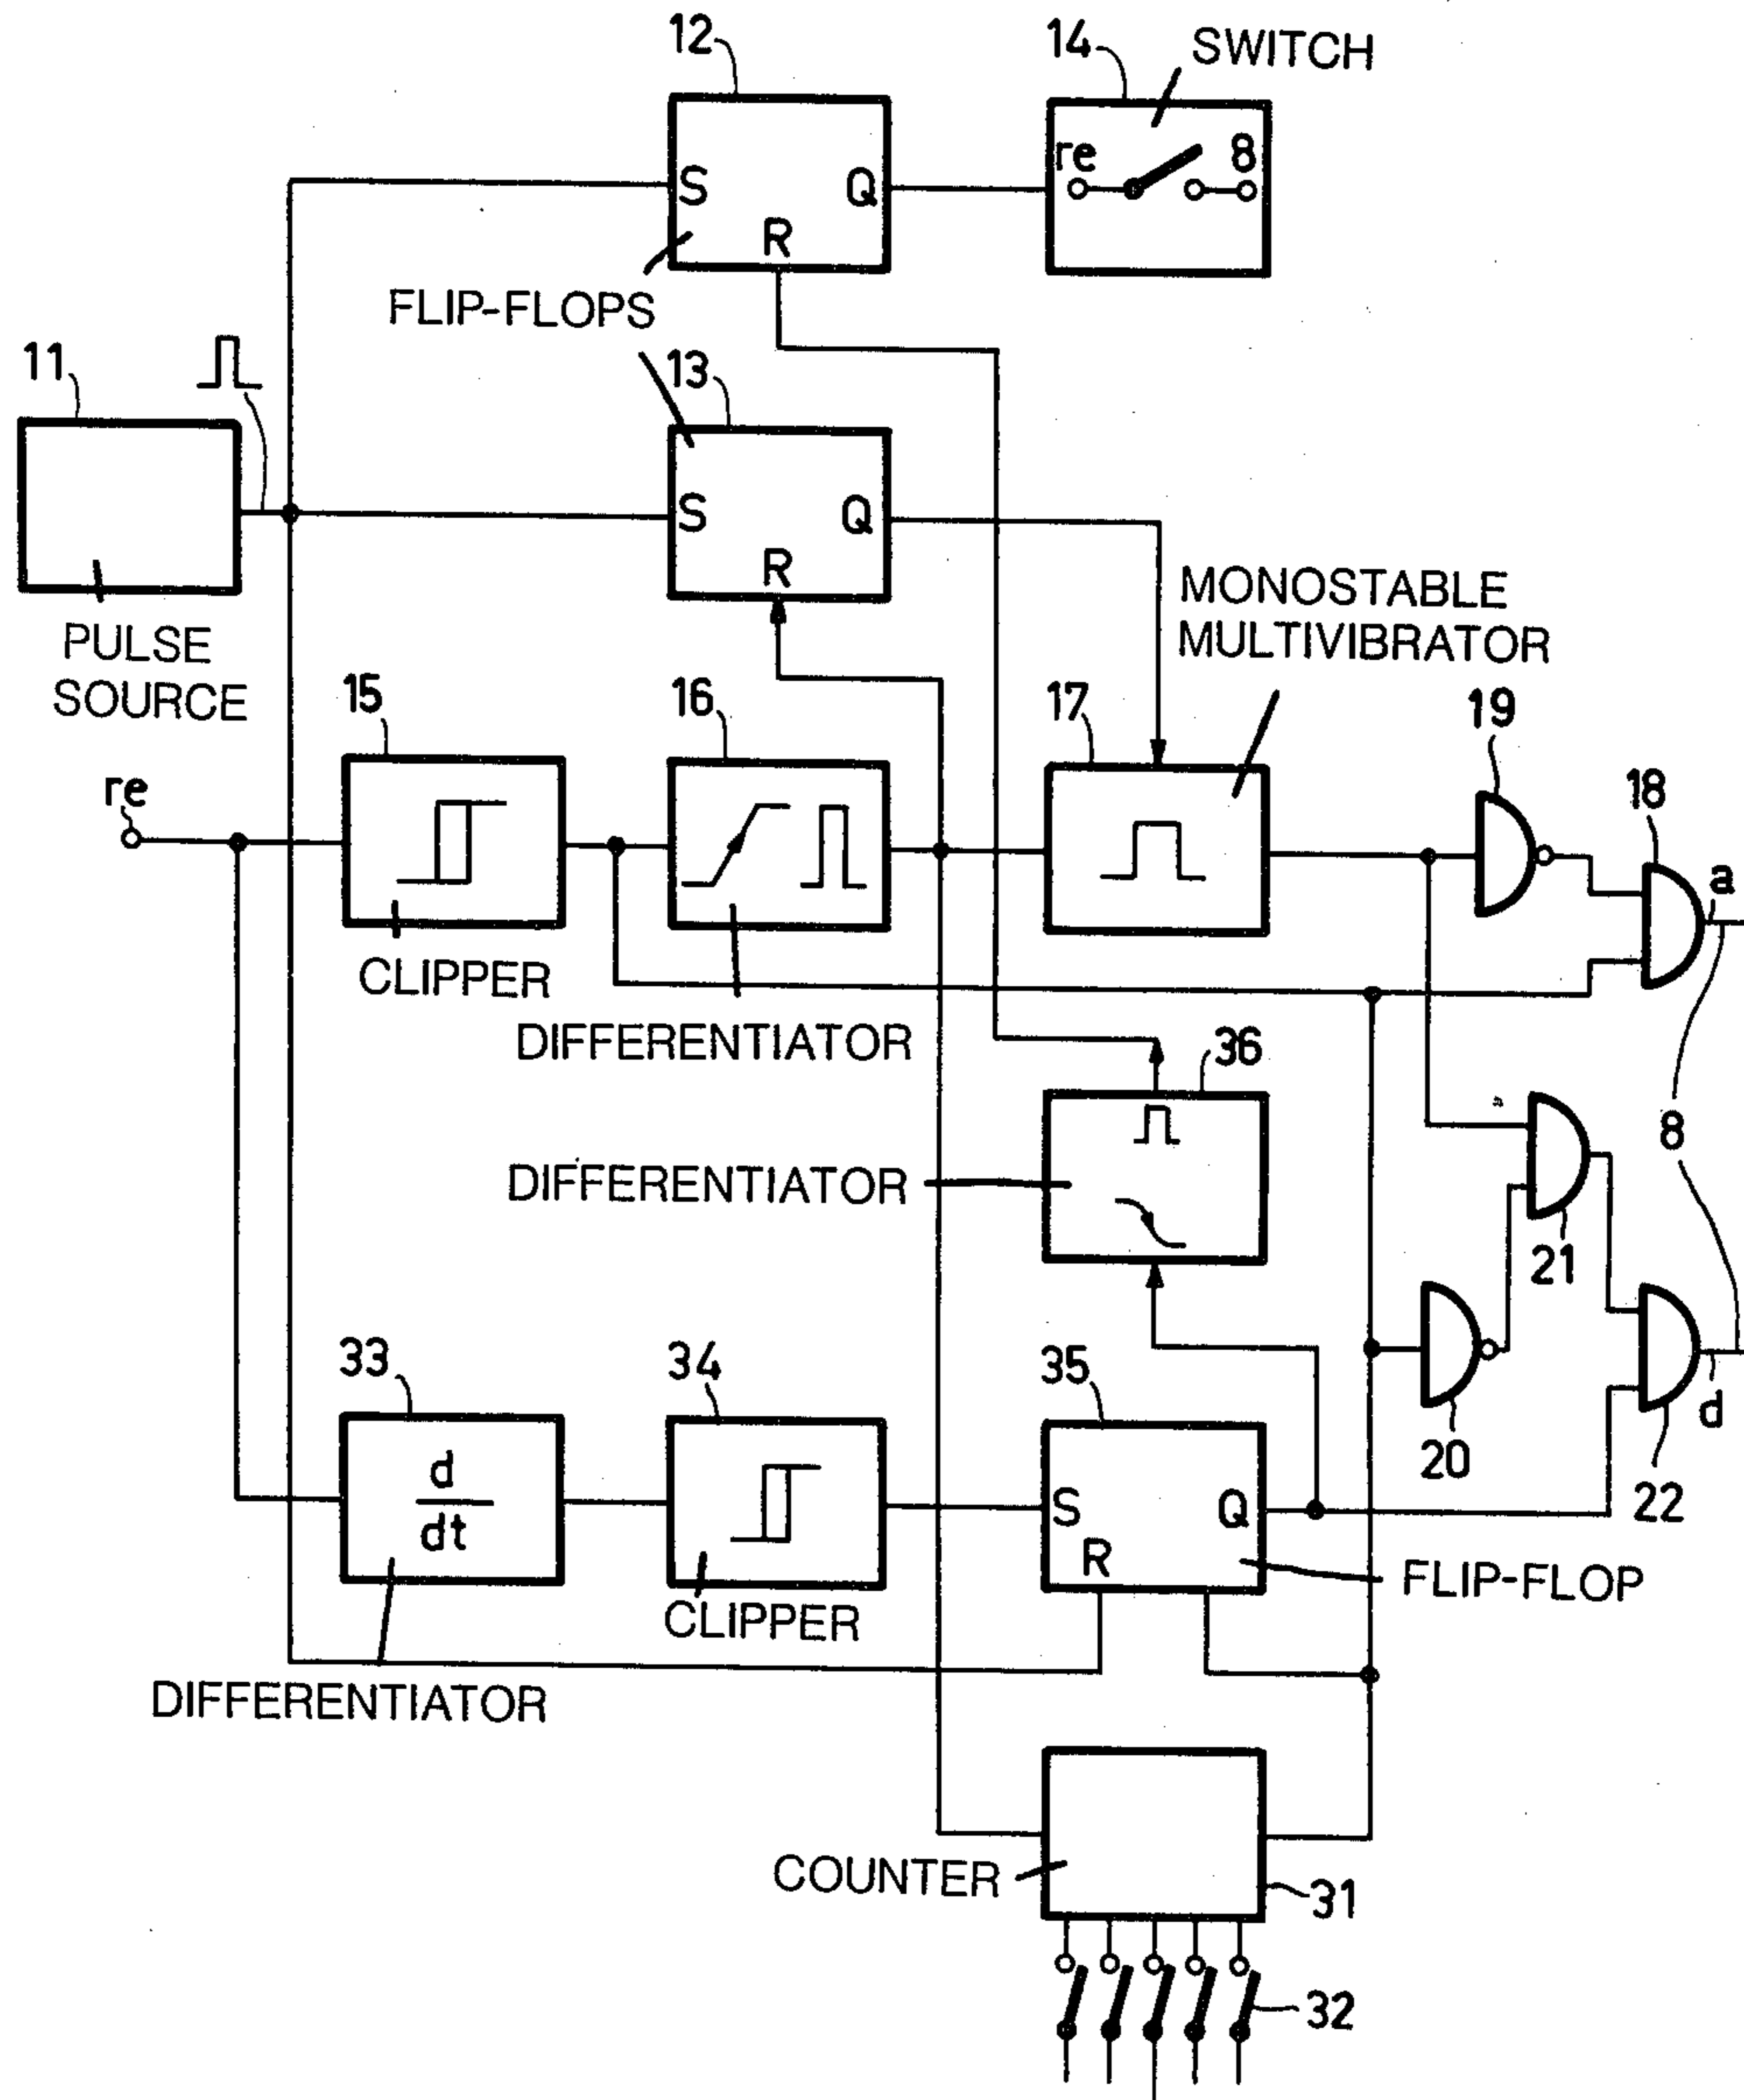 12
14
SWITCH
re
8
S
Q
R
FLIP-FLOPS
11
13
S
Q
R
MONOSTABLE
MULTIVIBRATOR
PULSE
SOURCE
15
16
17
19
18
re
a
CLIPPER
DIFFERENTIATOR
36
8
DIFFERENTIATOR
21
33
34
35
d
20
22
d
dt
S
Q
R
FLIP-FLOP
CLIPPER
DIFFERENTIATOR
COUNTER
31
32